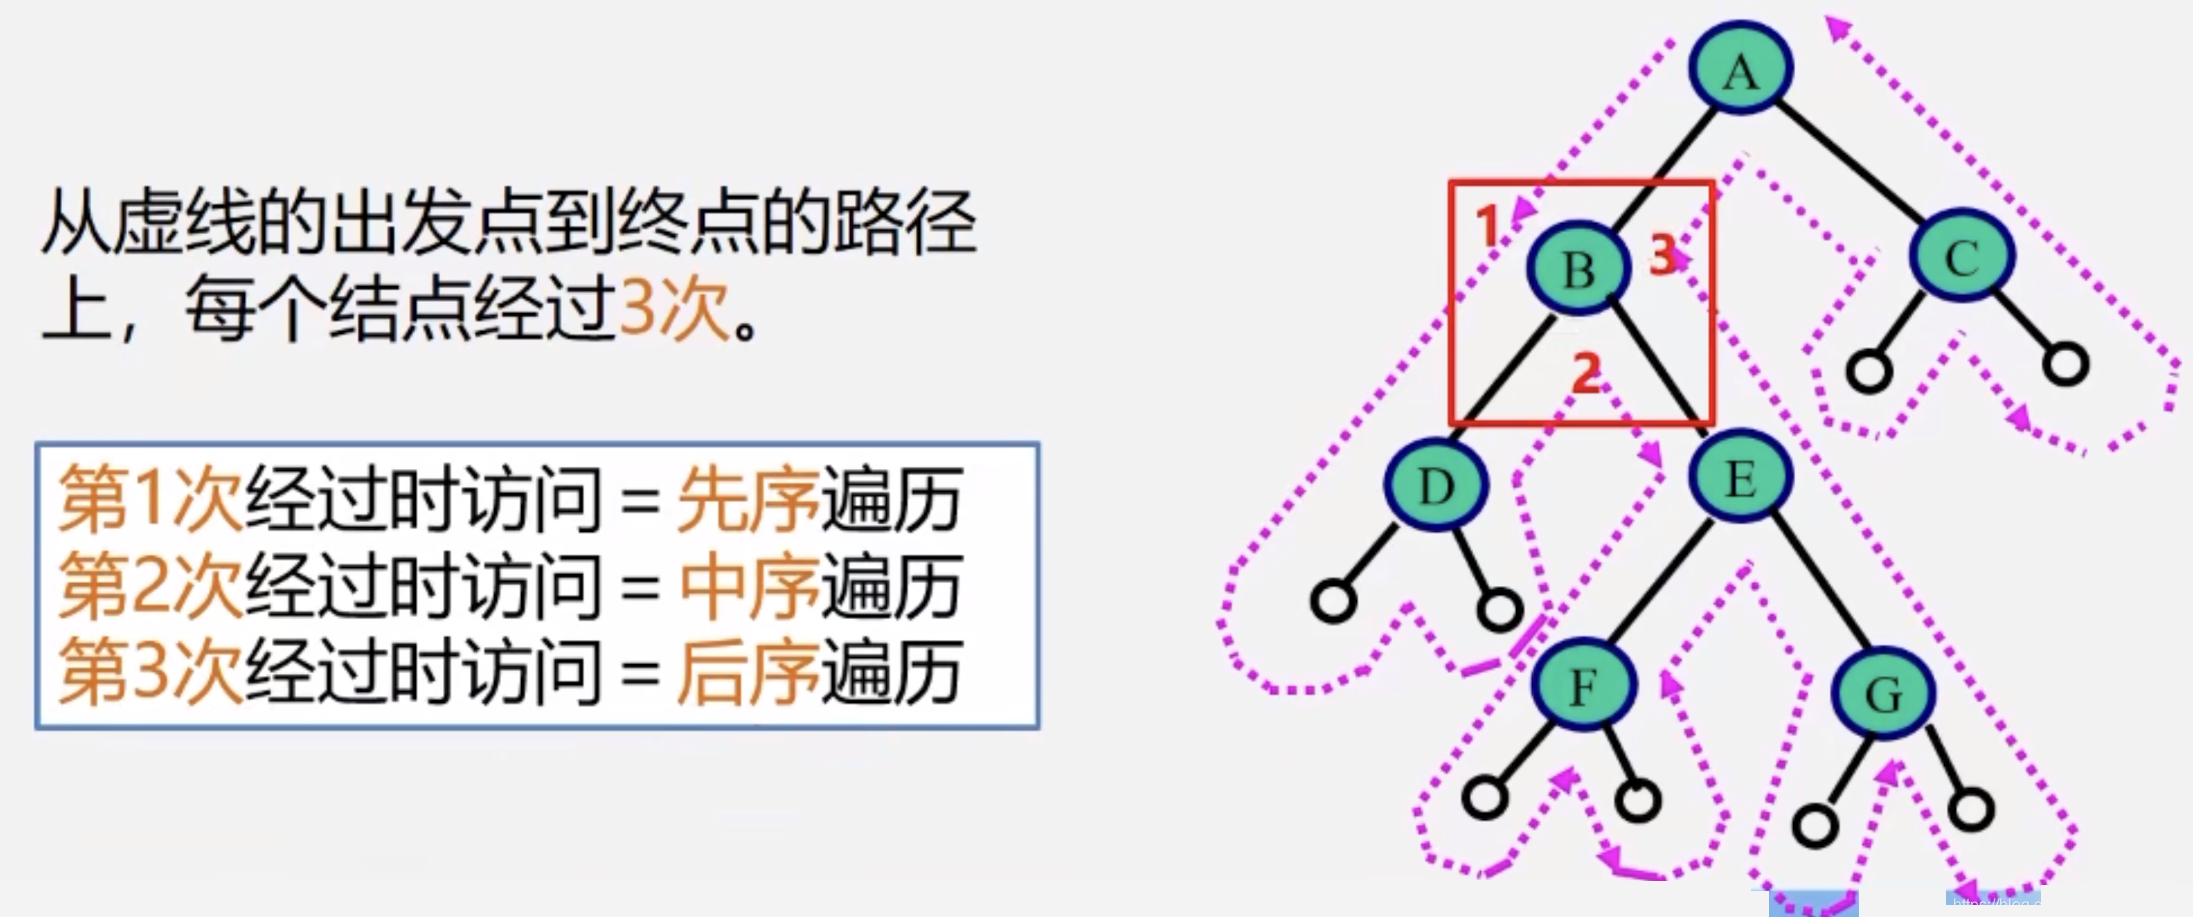 从虚线的出发点到终点的路径
上，每个结点经过3次。
第1次经过时访问 = 先序遍历
第2次经过时访问 = 中序遍历
第3次经过时访问 = 后序遍历
A
1
B
3
C
2
D
E
F
G